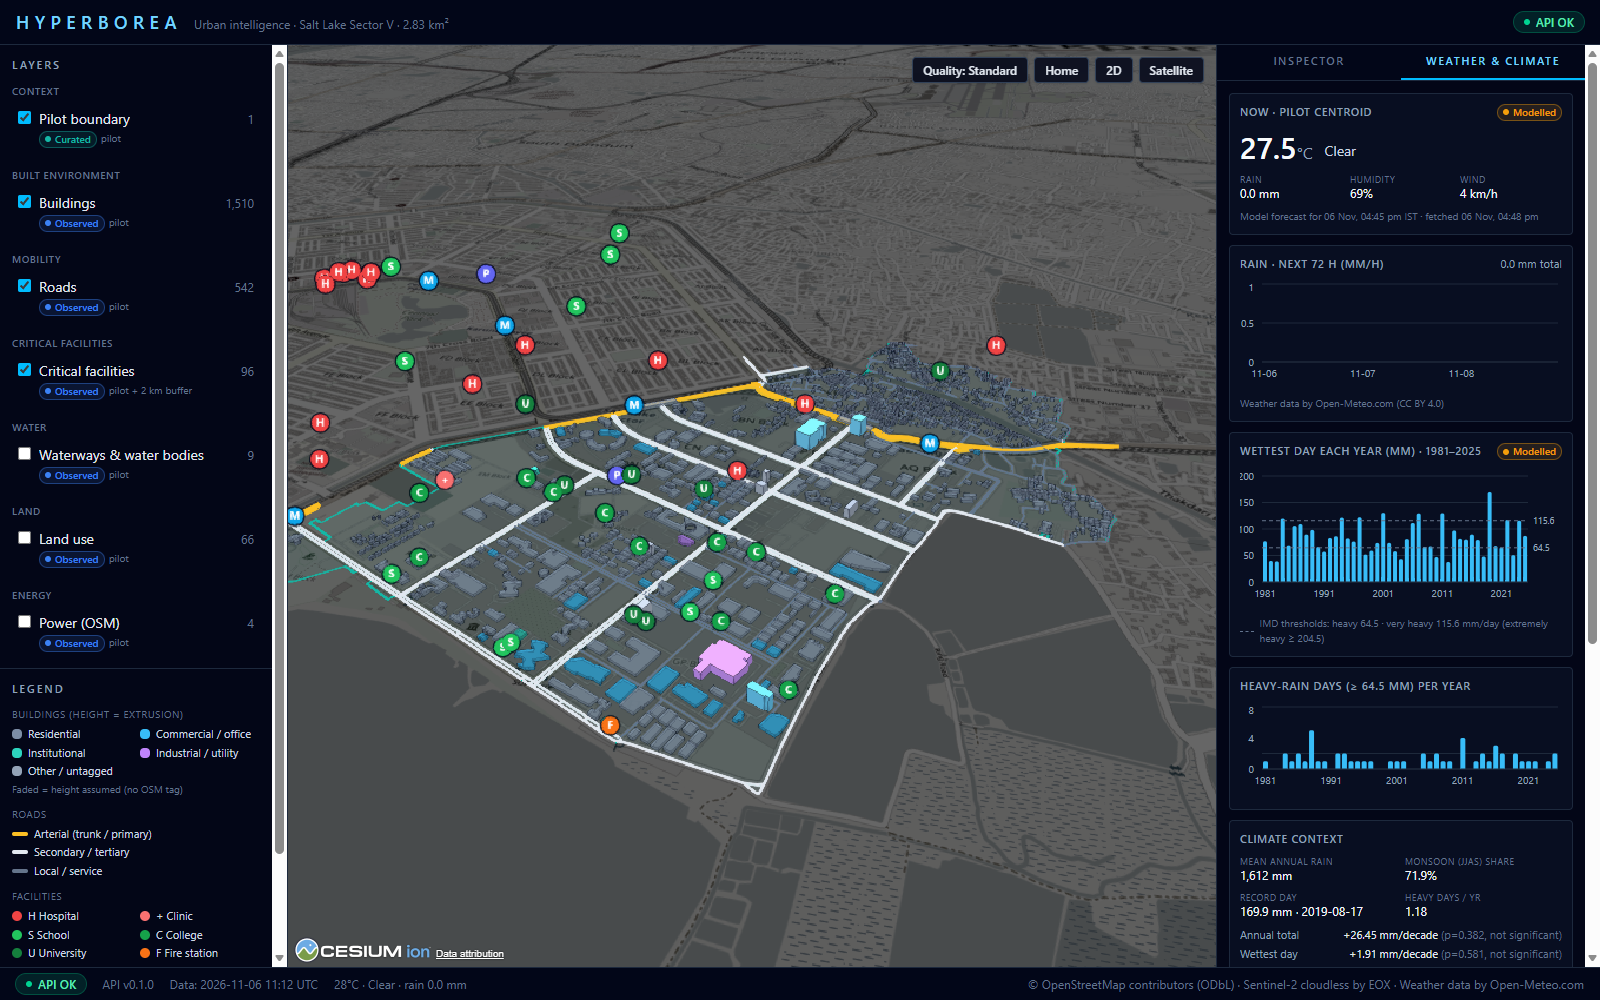 HYPERBOREA
Urban intelligence · Salt Lake Sector V · 2.83 km²
API OK
LAYERS
CONTEXT
Pilot boundary 1
Curated pilot
BUILT ENVIRONMENT
Buildings 1,510
Observed pilot
MOBILITY
Roads 542
Observed pilot
CRITICAL FACILITIES
Critical facilities 96
Observed pilot + 2 km buffer
WATER
Waterways & water bodies 9
Observed pilot
LAND
Land use 66
Observed pilot
ENERGY
Power (OSM) 4
Observed pilot
LEGEND
BUILDINGS (HEIGHT = EXTRUSION)
Residential Commercial / office
Institutional Industrial / utility
Other / untagged
Faded = height assumed (no OSM tag)
ROADS
Arterial (trunk / primary)
Secondary / tertiary
Local / service
FACILITIES
H Hospital + Clinic
S School C College
U University F Fire station
Quality: Standard Home 2D Satellite
CESIUM ion Data attribution
INSPECTOR WEATHER & CLIMATE
NOW · PILOT CENTROID Modelled
27.5°C Clear
RAIN HUMIDITY WIND
0.0 mm 69% 4 km/h
Model forecast for 06 Nov, 04:45 pm IST · fetched 06 Nov, 04:48 pm
RAIN · NEXT 72 H (MM/H) 0.0 mm total
1
0.5
0
11-06 11-07 11-08
Weather data by Open-Meteo.com (CC BY 4.0)
WETTEST DAY EACH YEAR (MM) · 1981–2025 Modelled
200
150
100 115.6
50 64.5
0
1981 1991 2001 2011 2021
IMD thresholds: heavy 64.5 · very heavy 115.6 mm/day (extremely
heavy ≥ 204.5)
HEAVY-RAIN DAYS (≥ 64.5 MM) PER YEAR
8
4
0
1981 1991 2001 2011 2021
CLIMATE CONTEXT
MEAN ANNUAL RAIN MONSOON (JJAS) SHARE
1,612 mm 71.9%
RECORD DAY HEAVY DAYS / YR
169.9 mm · 2019-08-17 1.18
Annual total +26.45 mm/decade (p=0.382, not significant)
Wettest day +1.91 mm/decade (p=0.581, not significant)
API OK API v0.1.0 Data: 2026-11-06 11:12 UTC 28°C · Clear · rain 0.0 mm
© OpenStreetMap contributors (ODbL) · Sentinel-2 cloudless by EOX · Weather data by Open-Meteo.com